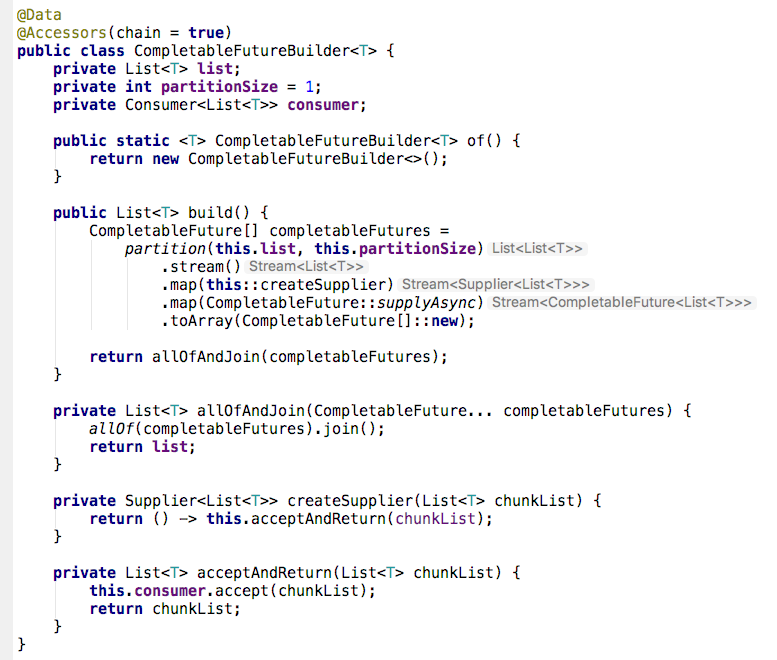 @Data
@Accessors(chain = true)
public class CompletableFutureBuilder<T> {
    private List<T> list;
    private int partitionSize = 1;
    private Consumer<List<T>> consumer;

    public static <T> CompletableFutureBuilder<T> of() {
        return new CompletableFutureBuilder<>();
    }

    public List<T> build() {
        CompletableFuture[] completableFutures =
            partition(this.list, this.partitionSize) List<List<T>>
                .stream() Stream<List<T>>
                .map(this::createSupplier) Stream<Supplier<List<T>>>
                .map(CompletableFuture::supplyAsync) Stream<CompletableFuture<List<T>>>
                .toArray(CompletableFuture[]::new);

        return allOfAndJoin(completableFutures);
    }

    private List<T> allOfAndJoin(CompletableFuture... completableFutures) {
        allOf(completableFutures).join();
        return list;
    }

    private Supplier<List<T>> createSupplier(List<T> chunkList) {
        return () -> this.acceptAndReturn(chunkList);
    }

    private List<T> acceptAndReturn(List<T> chunkList) {
        this.consumer.accept(chunkList);
        return chunkList;
    }
}